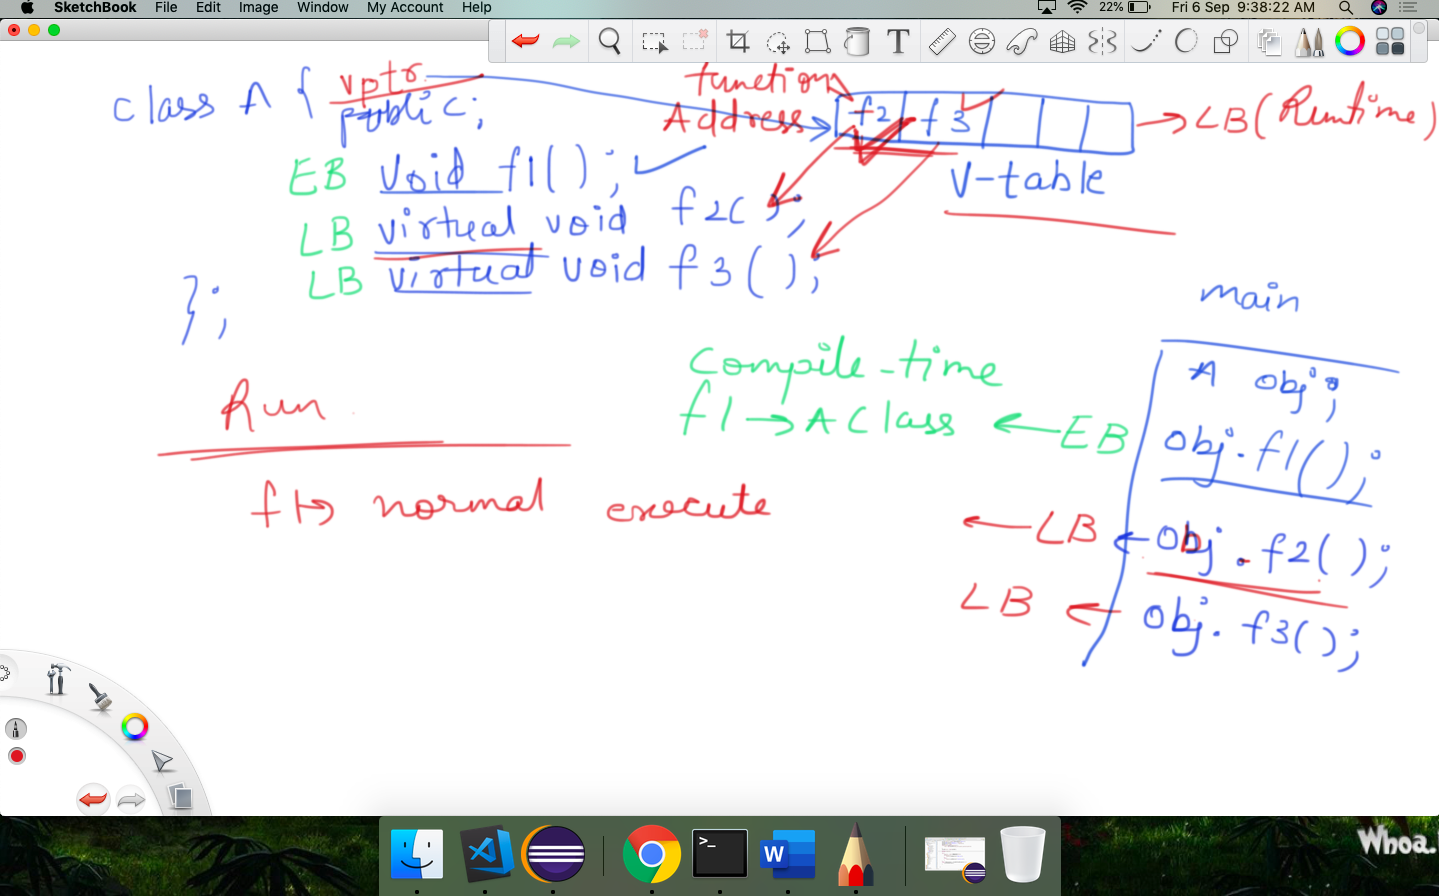 SketchBook File Edit Image Window My Account Help 22% Fri 6 Sep 9:38:22 AM
T
class A { vptr
public;
function
Address
f2 f3
→ LB (Runtime)
V-table
EB void f1();
LB virtual void f2();
LB virtual void f3();
};
main
A obj;
Compile-time
f1 → A Class ← EB
obj.f1();
Run
f1→ normal execute
← LB ← obj.f2();
LB ← obj.f3();
>_
W
Whoa.